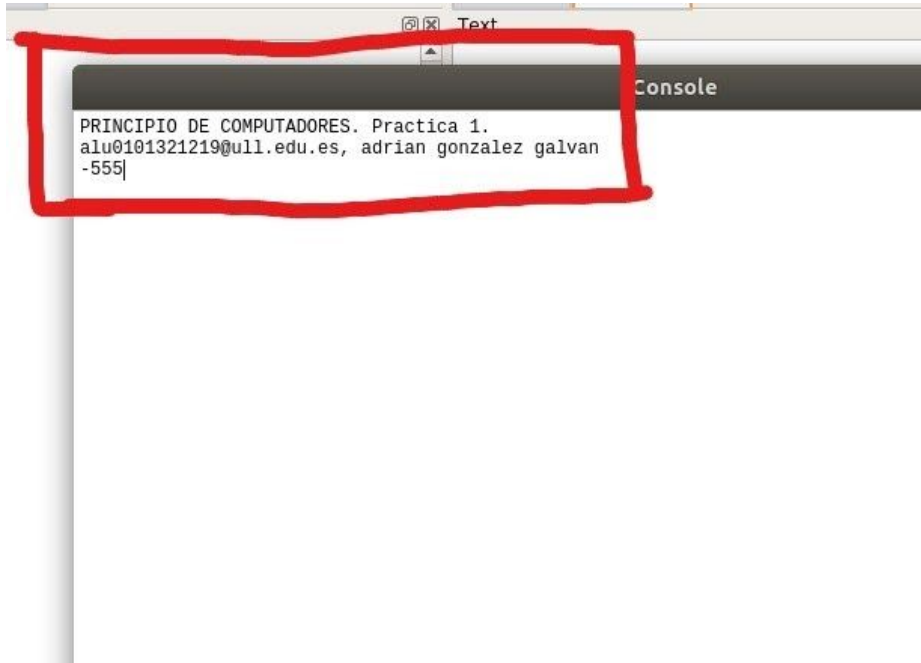 Text
Console
PRINCIPIO DE COMPUTADORES. Practica 1.
alu0101321219@ull.edu.es, adrian gonzalez galvan
-555